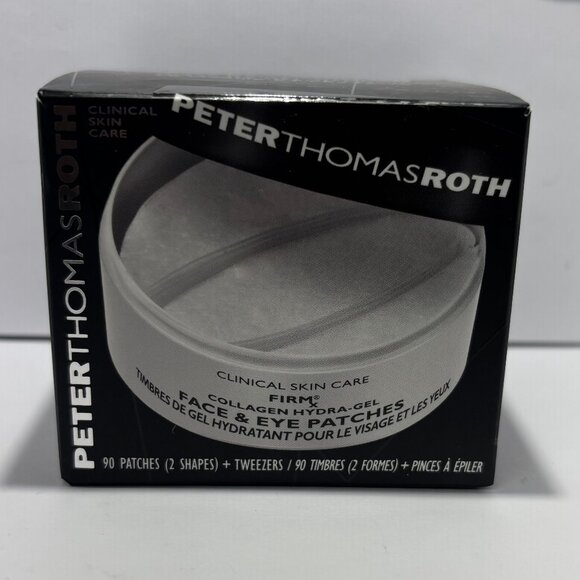 PETERTHOMASROTH
CLINICAL
SKIN
CARE
PETERTHOMASROTH
CLINICAL SKIN CARE
FIRMX®
COLLAGEN HYDRA-GEL
FACE & EYE PATCHES
TIMBRES DE GEL HYDRATANT POUR LE VISAGE ET LES YEUX
90 PATCHES (2 SHAPES) + TWEEZERS / 90 TIMBRES (2 FORMES) + PINCES À ÉPILER